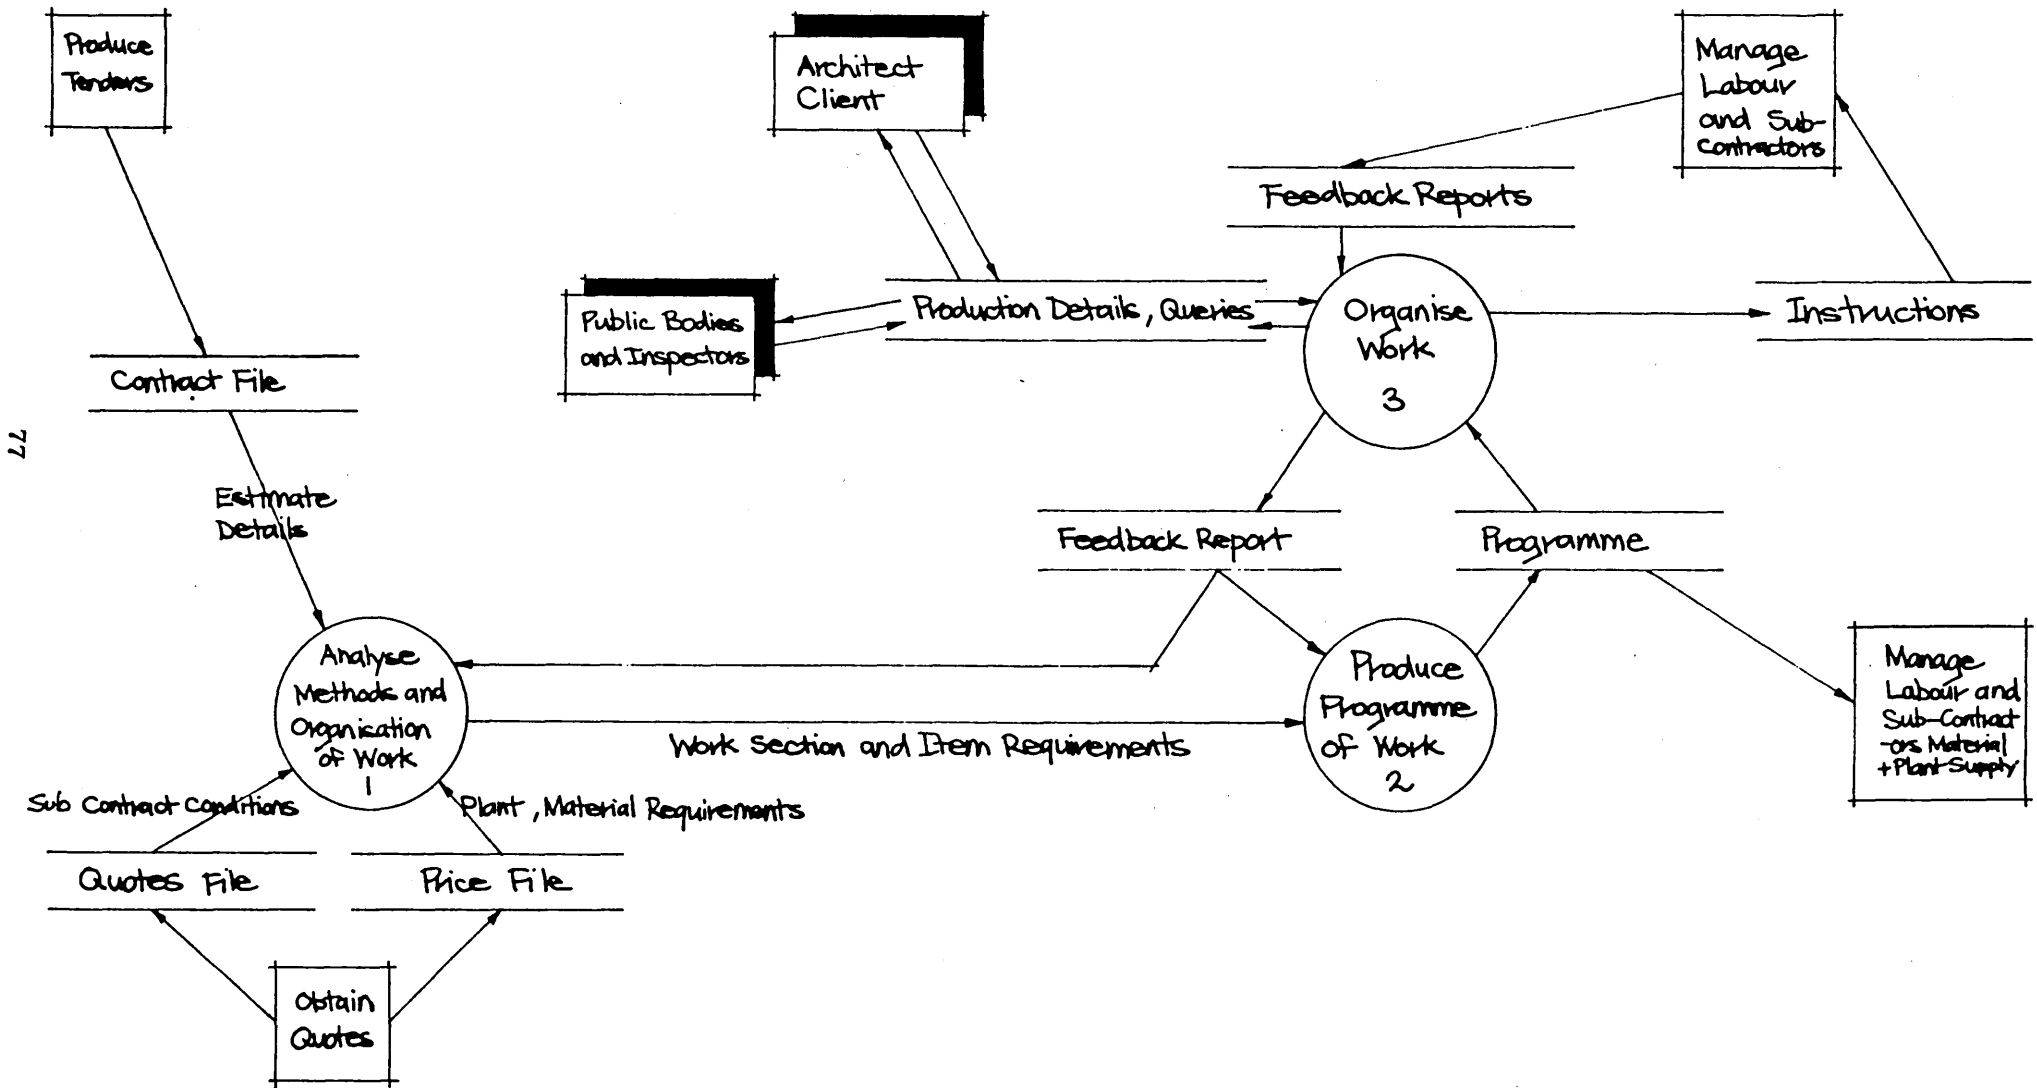 Produce
Tenders
Architect
Client
Manage
Labour
and Sub-
Contractors
Feedback Reports
Public Bodies
and Inspectors
Production Details, Queries
Organise
Work
3
Instructions
Contract File
77
Estimate
Details
Feedback Report
Programme
Analyse
Methods and
Organisation
of Work
1
Work Section and Item Requirements
Produce
Programme
of Work
2
Manage
Labour and
Sub-Contract
-ors Material
+ Plant Supply
Sub Contract Conditions
Plant, Material Requirements
Quotes File
Price File
Obtain
Quotes